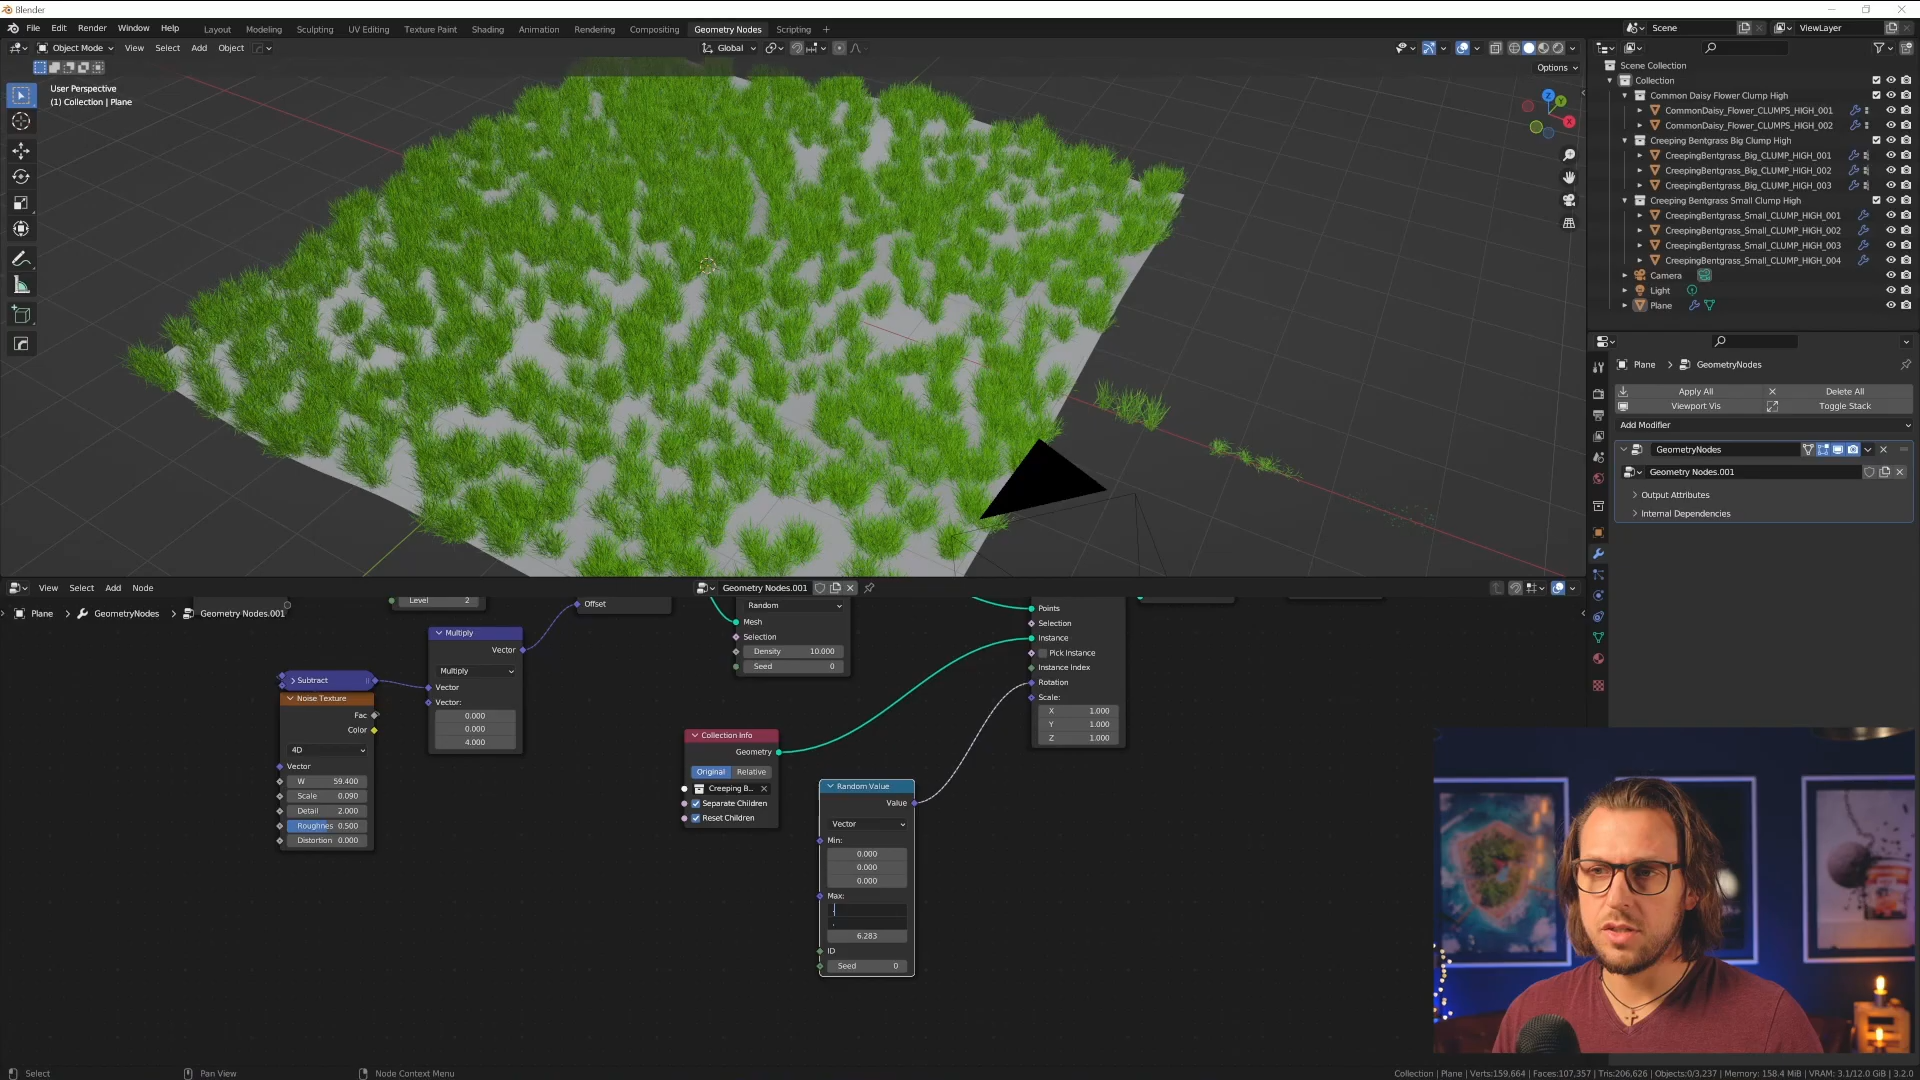 Blender
File Edit Render Window Help Layout Modeling Sculpting UV Editing Texture Paint Shading Animation Rendering Compositing Geometry Nodes Scripting + Scene ViewLayer
Object Mode View Select Add Object Global
Options
User Perspective
(1) Collection | Plane
Z
Y
X
Scene Collection
Collection
Common Daisy Flower Clump High
CommonDaisy_Flower_CLUMPS_HIGH_001
CommonDaisy_Flower_CLUMPS_HIGH_002
Creeping Bentgrass Big Clump High
CreepingBentgrass_Big_CLUMP_HIGH_001
CreepingBentgrass_Big_CLUMP_HIGH_002
CreepingBentgrass_Big_CLUMP_HIGH_003
Creeping Bentgrass Small Clump High
CreepingBentgrass_Small_CLUMP_HIGH_001
CreepingBentgrass_Small_CLUMP_HIGH_002
CreepingBentgrass_Small_CLUMP_HIGH_003
CreepingBentgrass_Small_CLUMP_HIGH_004
Camera
Light
Plane
Plane > GeometryNodes
Apply All Delete All
Viewport Vis Toggle Stack
Add Modifier
GeometryNodes
Geometry Nodes.001
Output Attributes
Internal Dependencies
View Select Add Node Geometry Nodes.001
Plane > GeometryNodes > Geometry Nodes.001
Level 2
Offset
Multiply
Vector
Multiply
Vector
Vector:
0.000
0.000
4.000
Subtract
Noise Texture
Fac
Color
4D
Vector
W 59.400
Scale 0.090
Detail 2.000
Roughnes 0.500
Distortion 0.000
Random
Mesh
Selection
Density 10.000
Seed 0
Collection Info
Geometry
Original Relative
Creeping B...
Separate Children
Reset Children
Random Value
Value
Vector
Min:
0.000
0.000
0.000
Max:
6.283
ID
Seed 0
Points
Selection
Instance
Pick Instance
Instance Index
Rotation
Scale:
X 1.000
Y 1.000
Z 1.000
Select Pan View Node Context Menu
Collection | Plane | Verts:159,664 | Faces:107,357 | Tris:206,626 | Objects:0/3,237 | Memory: 158.4 MiB | VRAM: 3.1/12.0 GiB | 3.2.0